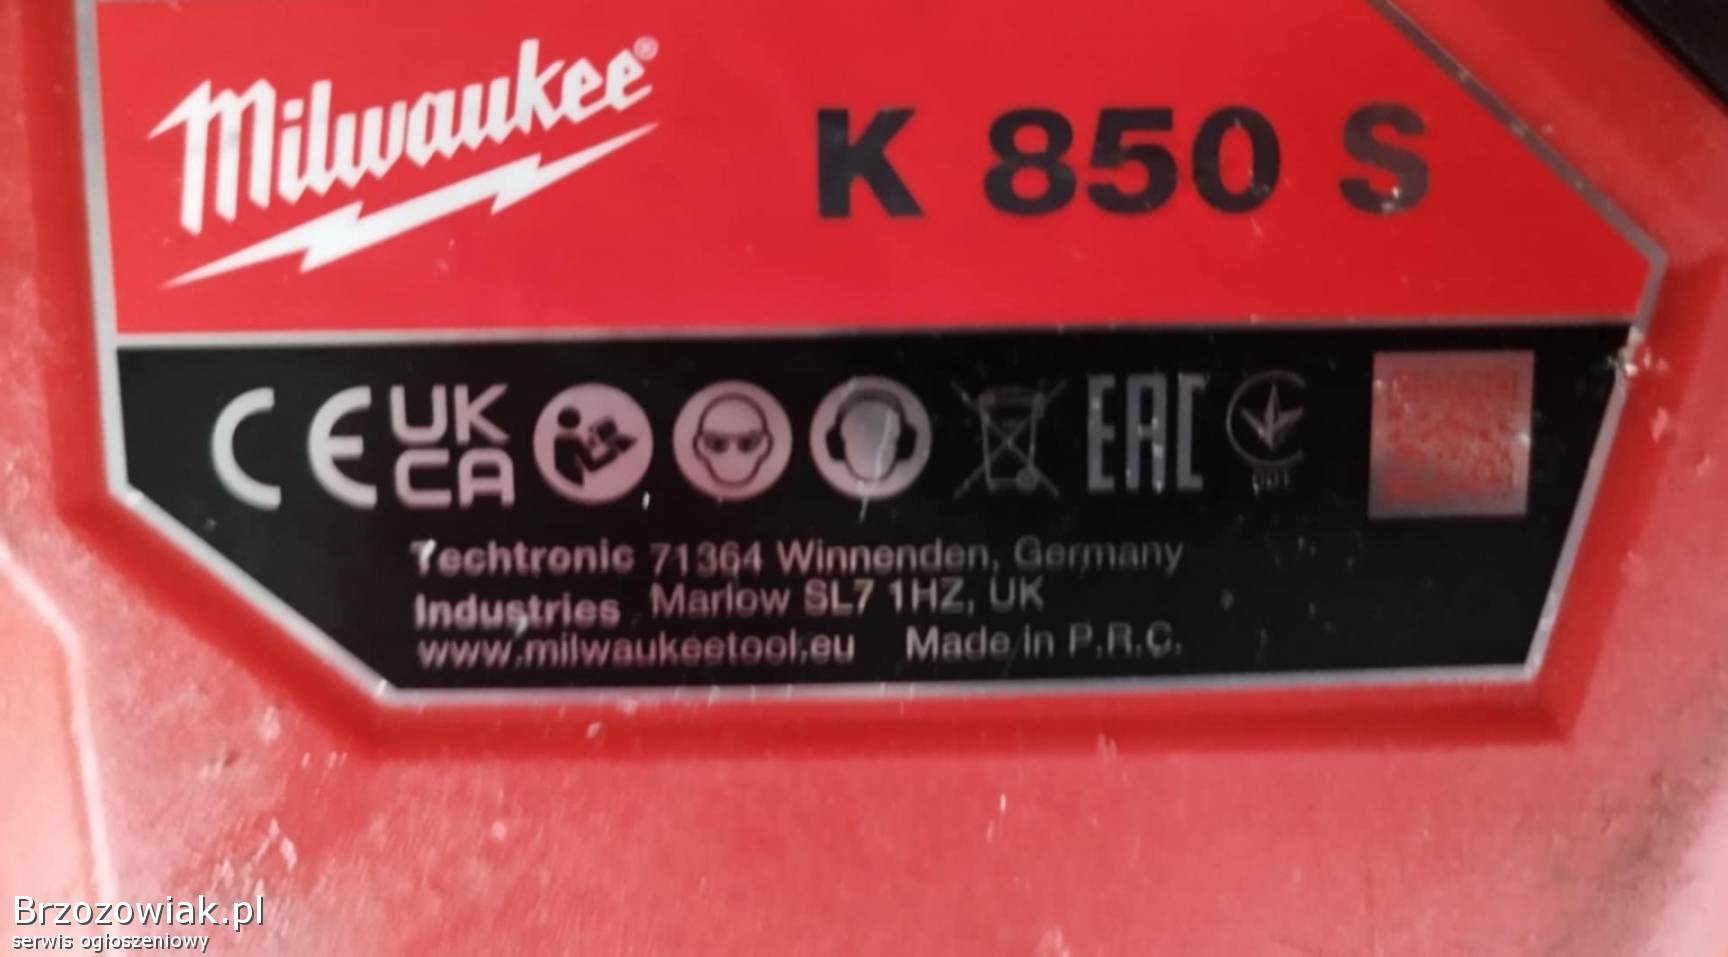 Milwaukee®
K 850 S
CE UK CA EAC
Techtronic 71364 Winnenden, Germany
Industries Marlow SL7 1HZ, UK
www.milwaukeetool.eu Made in P.R.C.
Brzozowiak.pl
serwis ogłoszeniowy